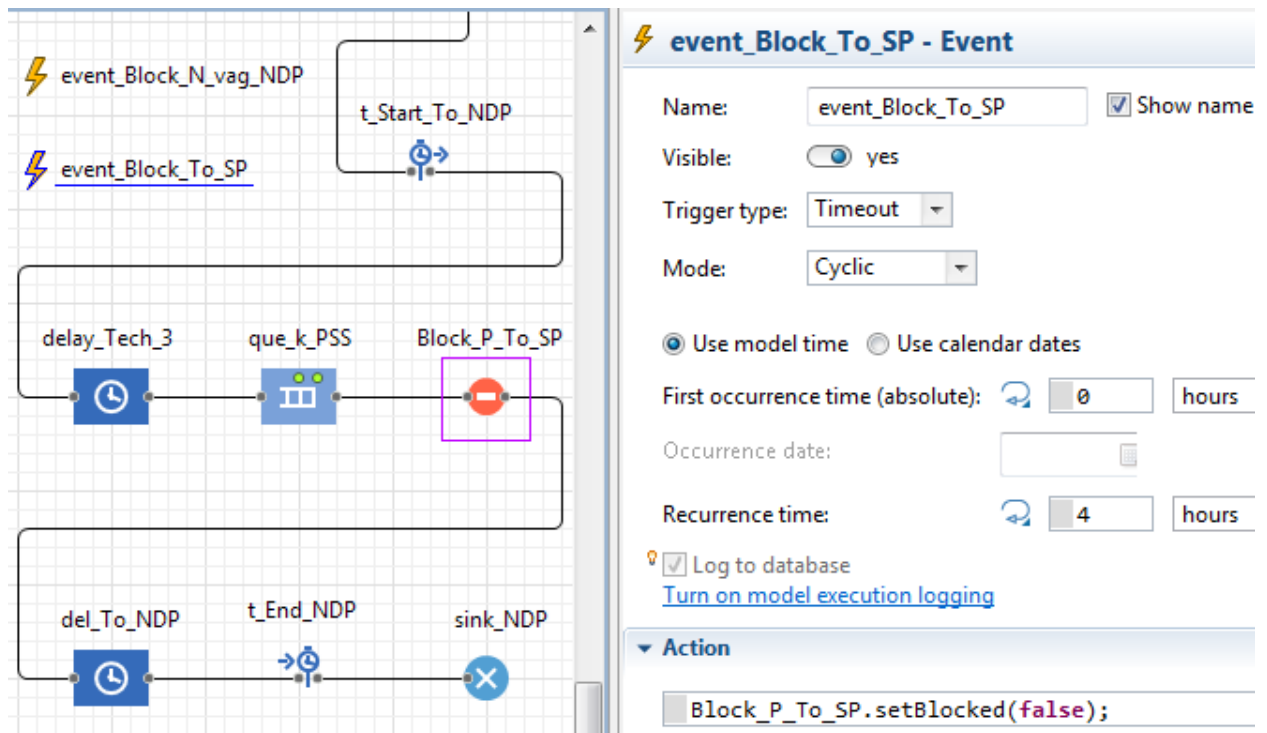 event_Block_N_vag_NDP
t_Start_To_NDP
event_Block_To_SP
delay_Tech_3 que_k_PSS Block_P_To_SP
del_To_NDP t_End_NDP sink_NDP
event_Block_To_SP - Event
Name: event_Block_To_SP Show name
Visible: yes
Trigger type: Timeout
Mode: Cyclic
Use model time Use calendar dates
First occurrence time (absolute): 0 hours
Occurrence date:
Recurrence time: 4 hours
Log to database
Turn on model execution logging
Action
Block_P_To_SP.setBlocked(false);